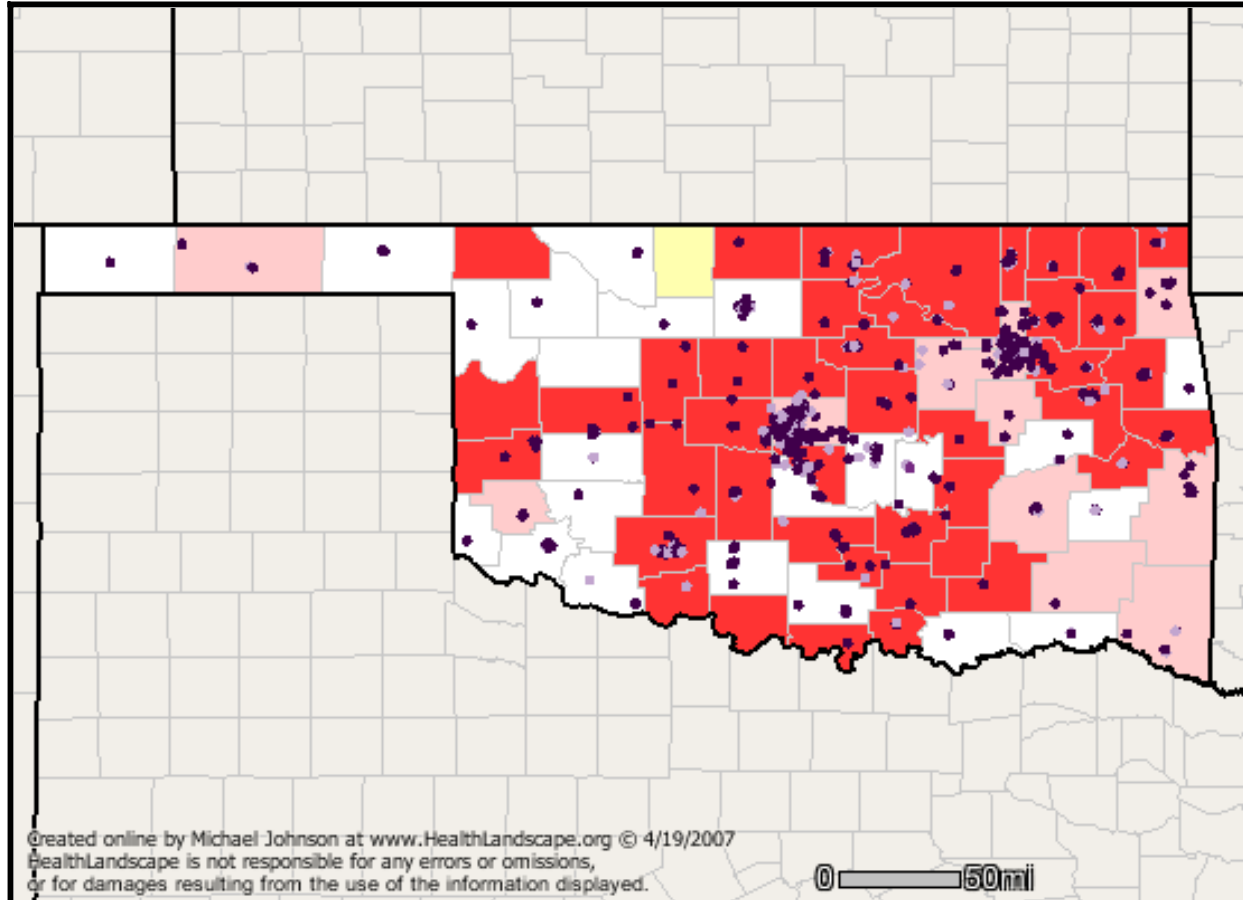 Created online by Michael Johnson at www.HealthLandscape.org © 4/19/2007
HealthLandscape is not responsible for any errors or omissions,
or for damages resulting from the use of the information displayed.
0 50mi